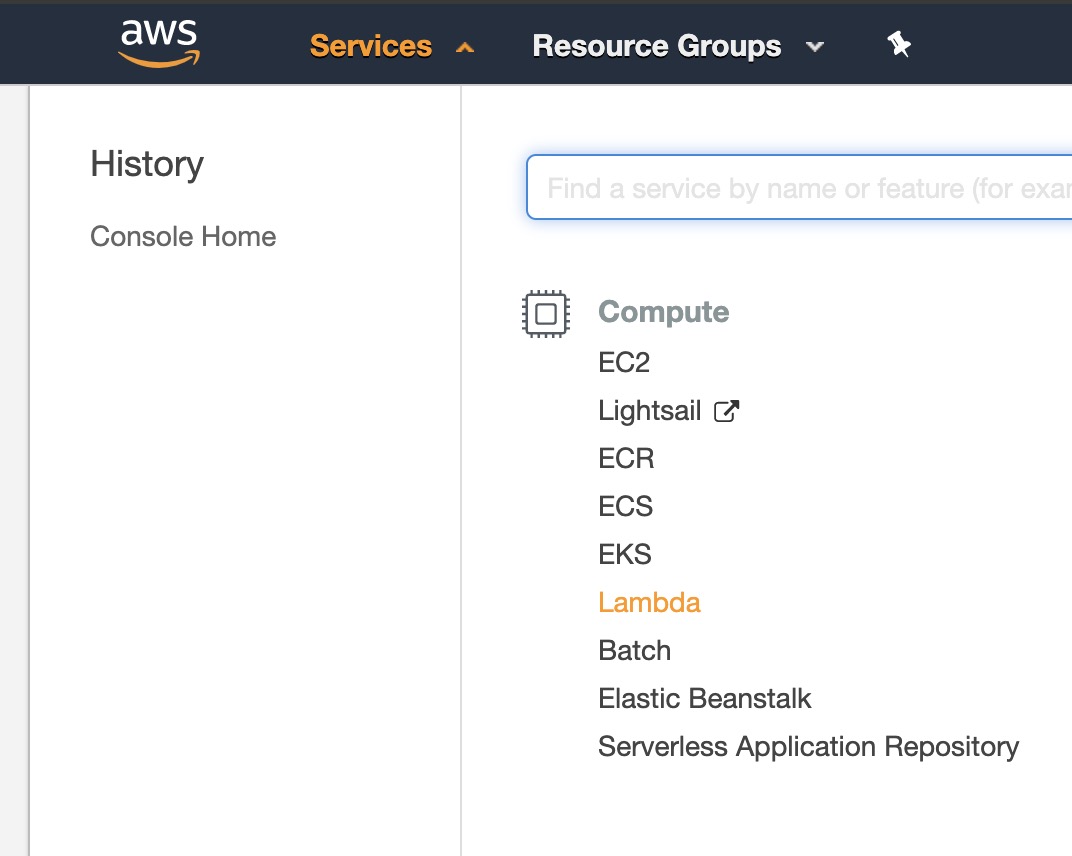 aws Services Resource Groups
History
Console Home
Find a service by name or feature (for exa
Compute
EC2
Lightsail
ECR
ECS
EKS
Lambda
Batch
Elastic Beanstalk
Serverless Application Repository